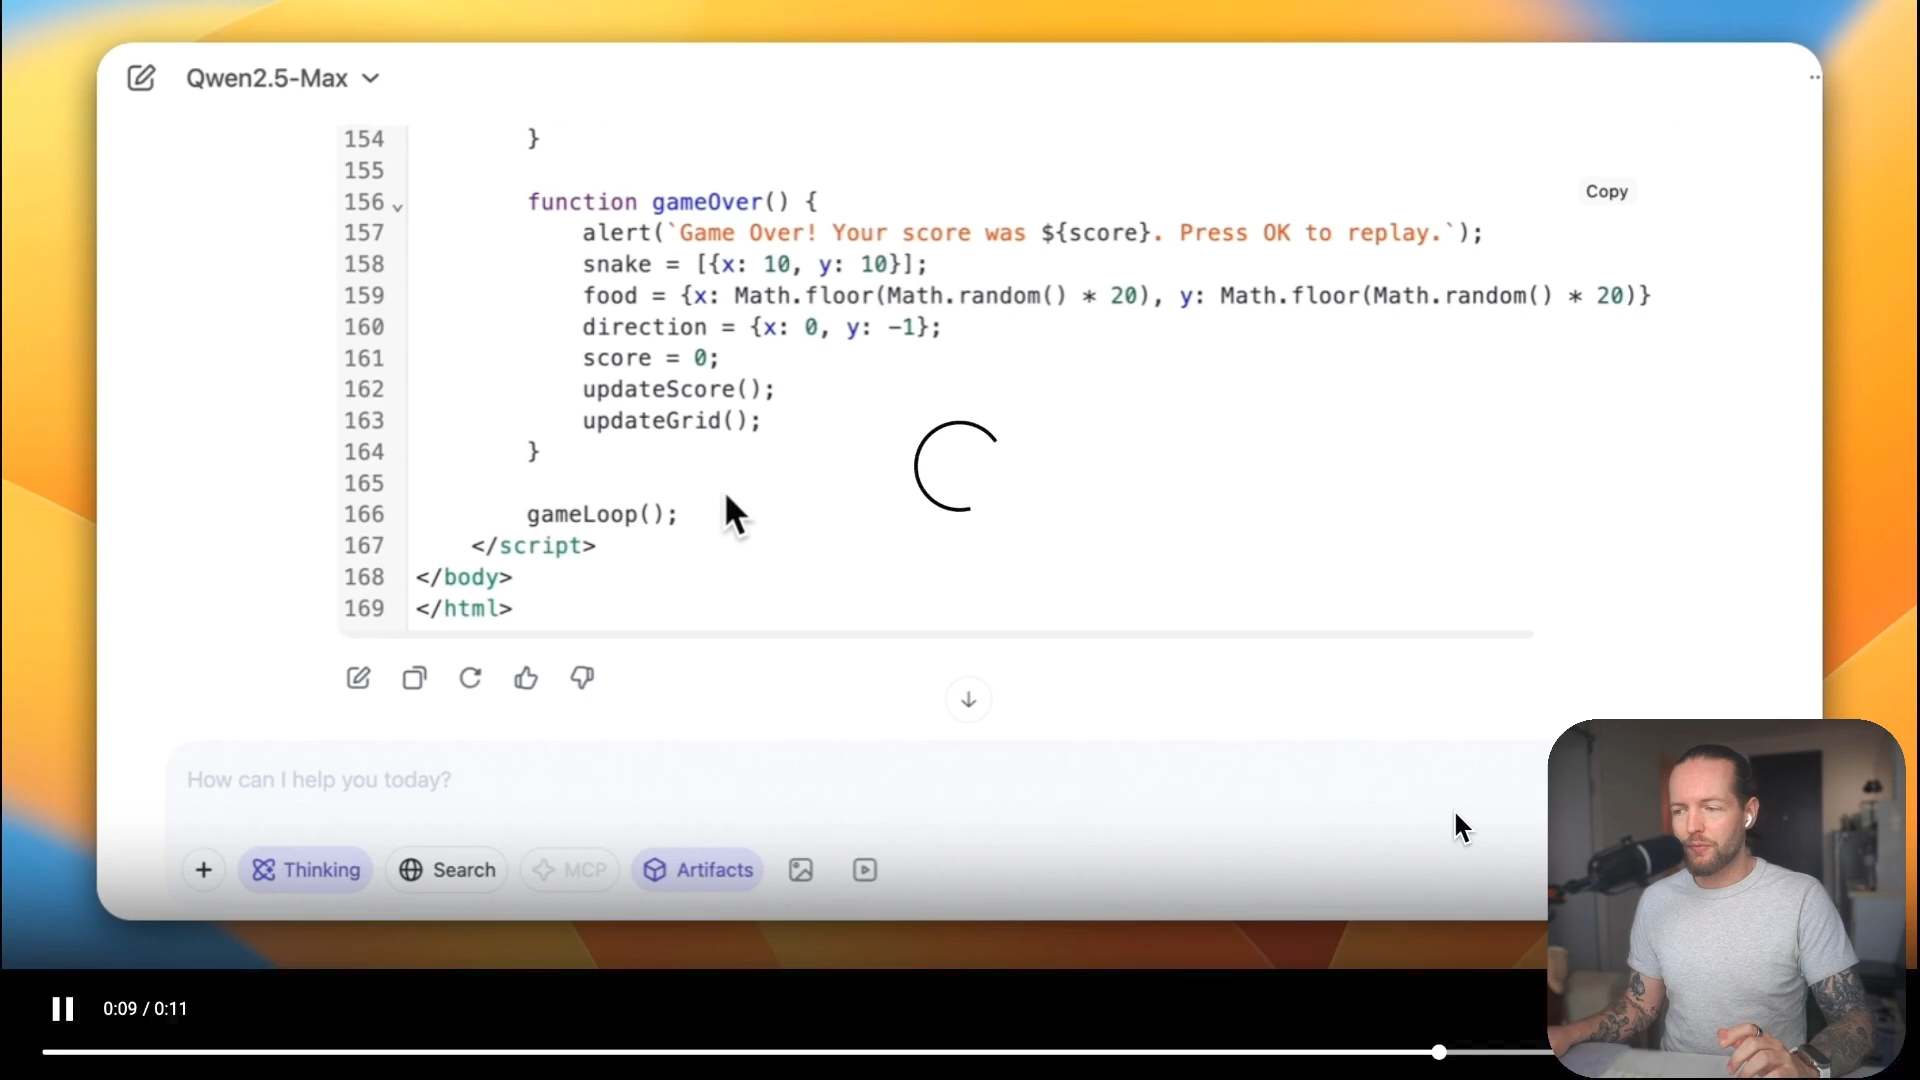 Qwen2.5-Max
154 }
155
156 function gameOver() {
Copy
157 alert(`Game Over! Your score was ${score}. Press OK to replay.`);
158 snake = [{x: 10, y: 10}];
159 food = {x: Math.floor(Math.random() * 20), y: Math.floor(Math.random() * 20)}
160 direction = {x: 0, y: -1};
161 score = 0;
162 updateScore();
163 updateGrid();
164 }
165
166 gameLoop();
167 </script>
168 </body>
169 </html>
How can I help you today?
Thinking Search MCP Artifacts
0:09 / 0:11